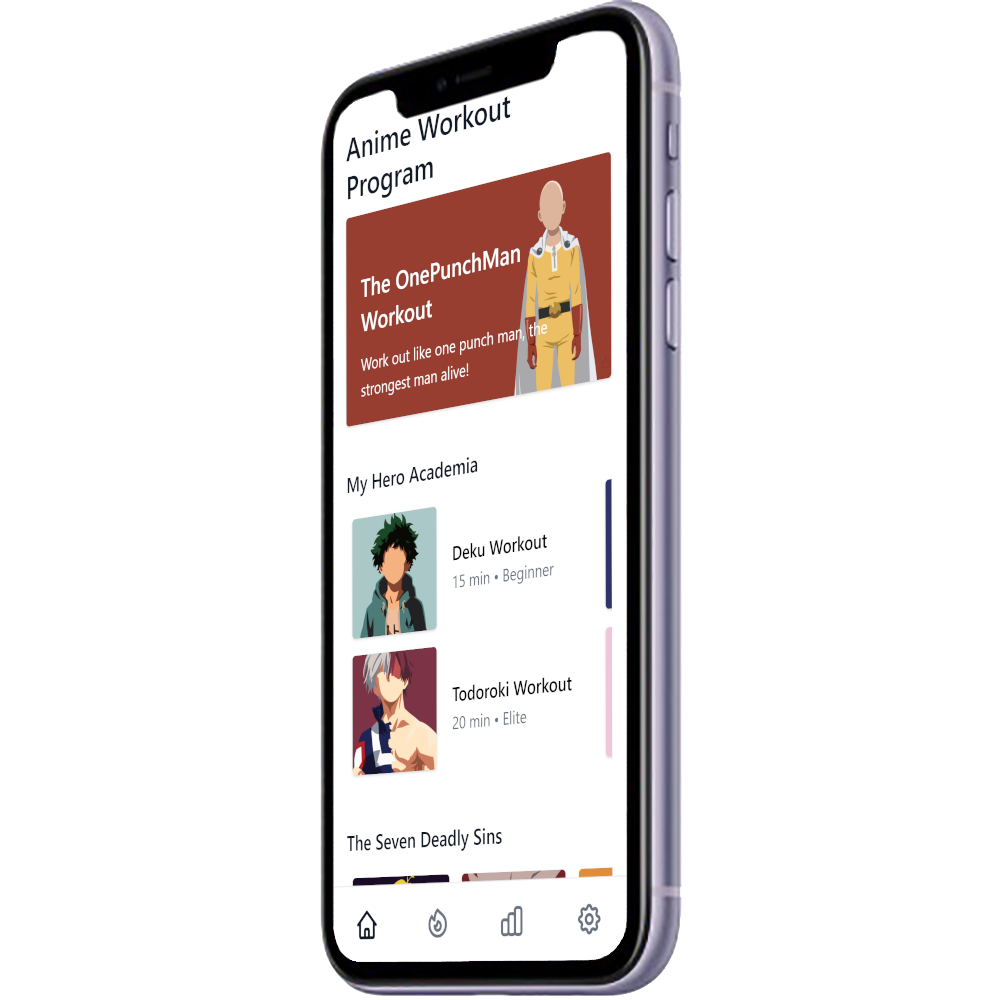 Anime Workout
Program
The OnePunchMan
Workout
Work out like one punch man, the
strongest man alive!
My Hero Academia
Deku Workout
15 min • Beginner
Todoroki Workout
20 min • Elite
The Seven Deadly Sins